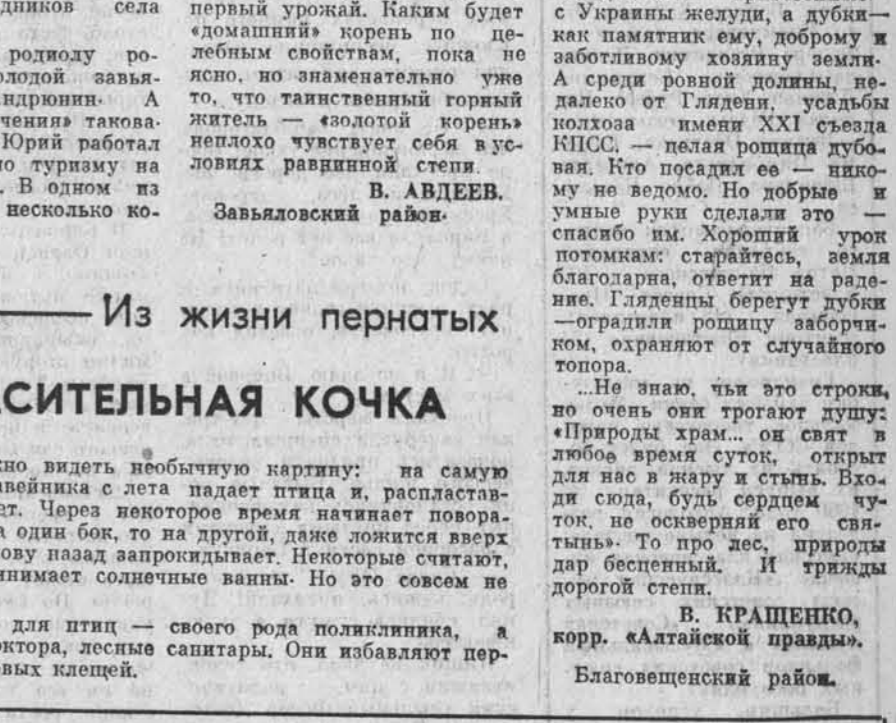 дников села
родиолу ро-
олодой завья-
ндрюнин. А
чения» такова.
Юрий работал
по туризму на
. В одном из
несколько ко-
первый урожай. Каким будет
«домашний» корень по це-
лебным свойствам, пока не
ясно, но знаменательно уже
то, что таинственный горный
житель — «золотой корень»
неплохо чувствует себя в ус-
ловиях равнинной степи.
В. АВДЕЕВ.
Завьяловский район.
Из жизни пернатых
СИТЕЛЬНАЯ КОЧКА
жно видеть необычную картину: на самую
авейника с лета падает птица и, распластав-
ет. Через некоторое время начинает повора-
а один бок, то на другой, даже ложится вверх
ову назад запрокидывает. Некоторые считают,
инимает солнечные ванны. Но это совсем не
для птиц — своего рода поликлиника, а
октора, лесные санитары. Они избавляют пер-
овых клещей.
с Украины желуди, а дубки—
как памятник ему, доброму и
заботливому хозяину земли.
А среди ровной долины, не-
далеко от Глядени, усадьбы
колхоза имени XXI съезда
КПСС, — целая рощица дубо-
вая. Кто посадил ее — нико-
му не ведомо. Но добрые и
умные руки сделали это —
спасибо им. Хороший урок
потомкам: старайтесь, земля
благодарна, ответит на раде-
ние. Гляденцы берегут дубки
—оградили рощицу заборчи-
ком, охраняют от случайного
топора.
...Не знаю, чьи это строки,
но очень они трогают душу:
«Природы храм... он свят в
любое время суток, открыт
для нас в жару и стынь. Вхо-
ди сюда, будь сердцем чу-
ток, не оскверняй его свя-
тынь». То про лес, природы
дар бесценный. И трижды
дорогой степи.
В. КРАЩЕНКО,
корр. «Алтайской правды».
Благовещенский район.